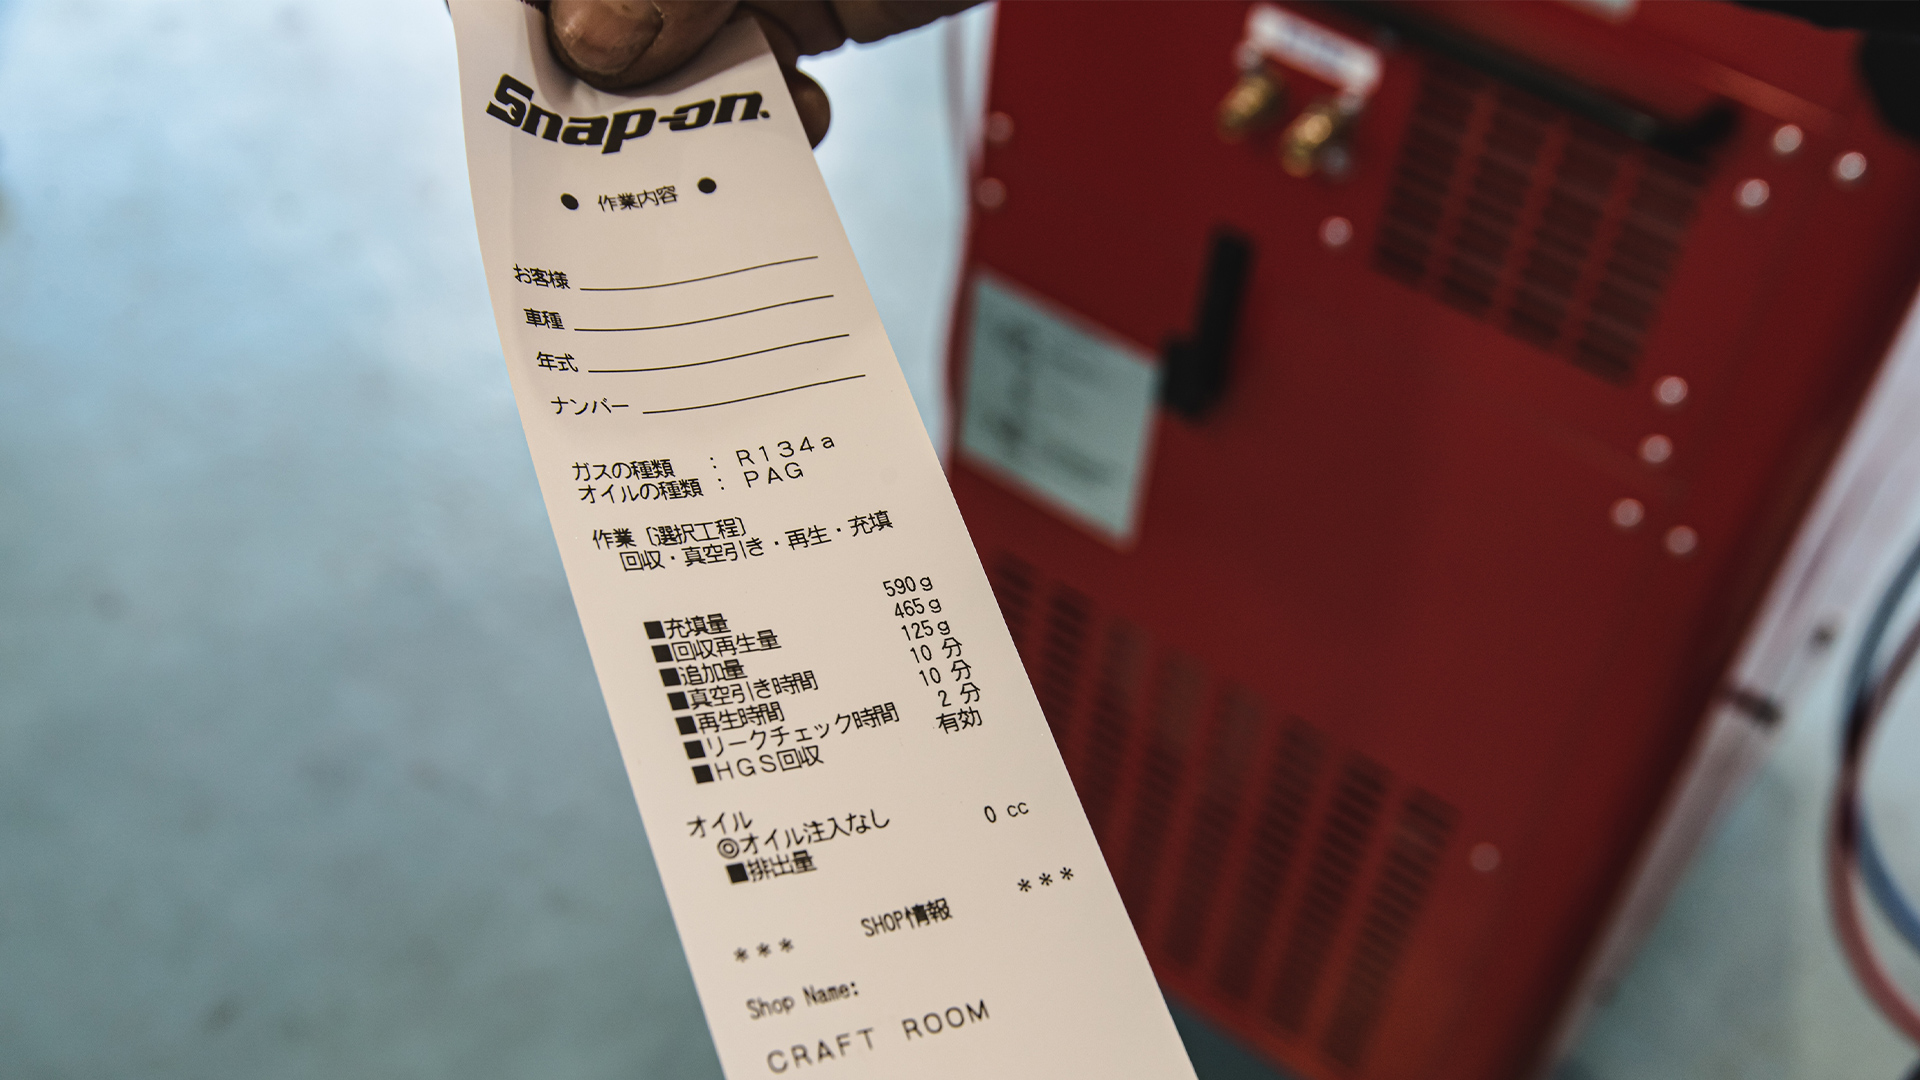 Snap-on
● 作業内容 ●
お客様
車種
年式
ナンバー
ガスの種類 : R134a
オイルの種類 : PAG
作業〔選択工程〕
回収・真空引き・再生・充填
■充填量 590g
■回収再生量 465g
■追加量 125g
■真空引き時間 10 分
■再生時間 10 分
■リークチェック時間 2 分
■HGS回収 有効
オイル
◎オイル注入なし
■排出量 0 cc
*** SHOP情報 ***
Shop Name:
CRAFT ROOM